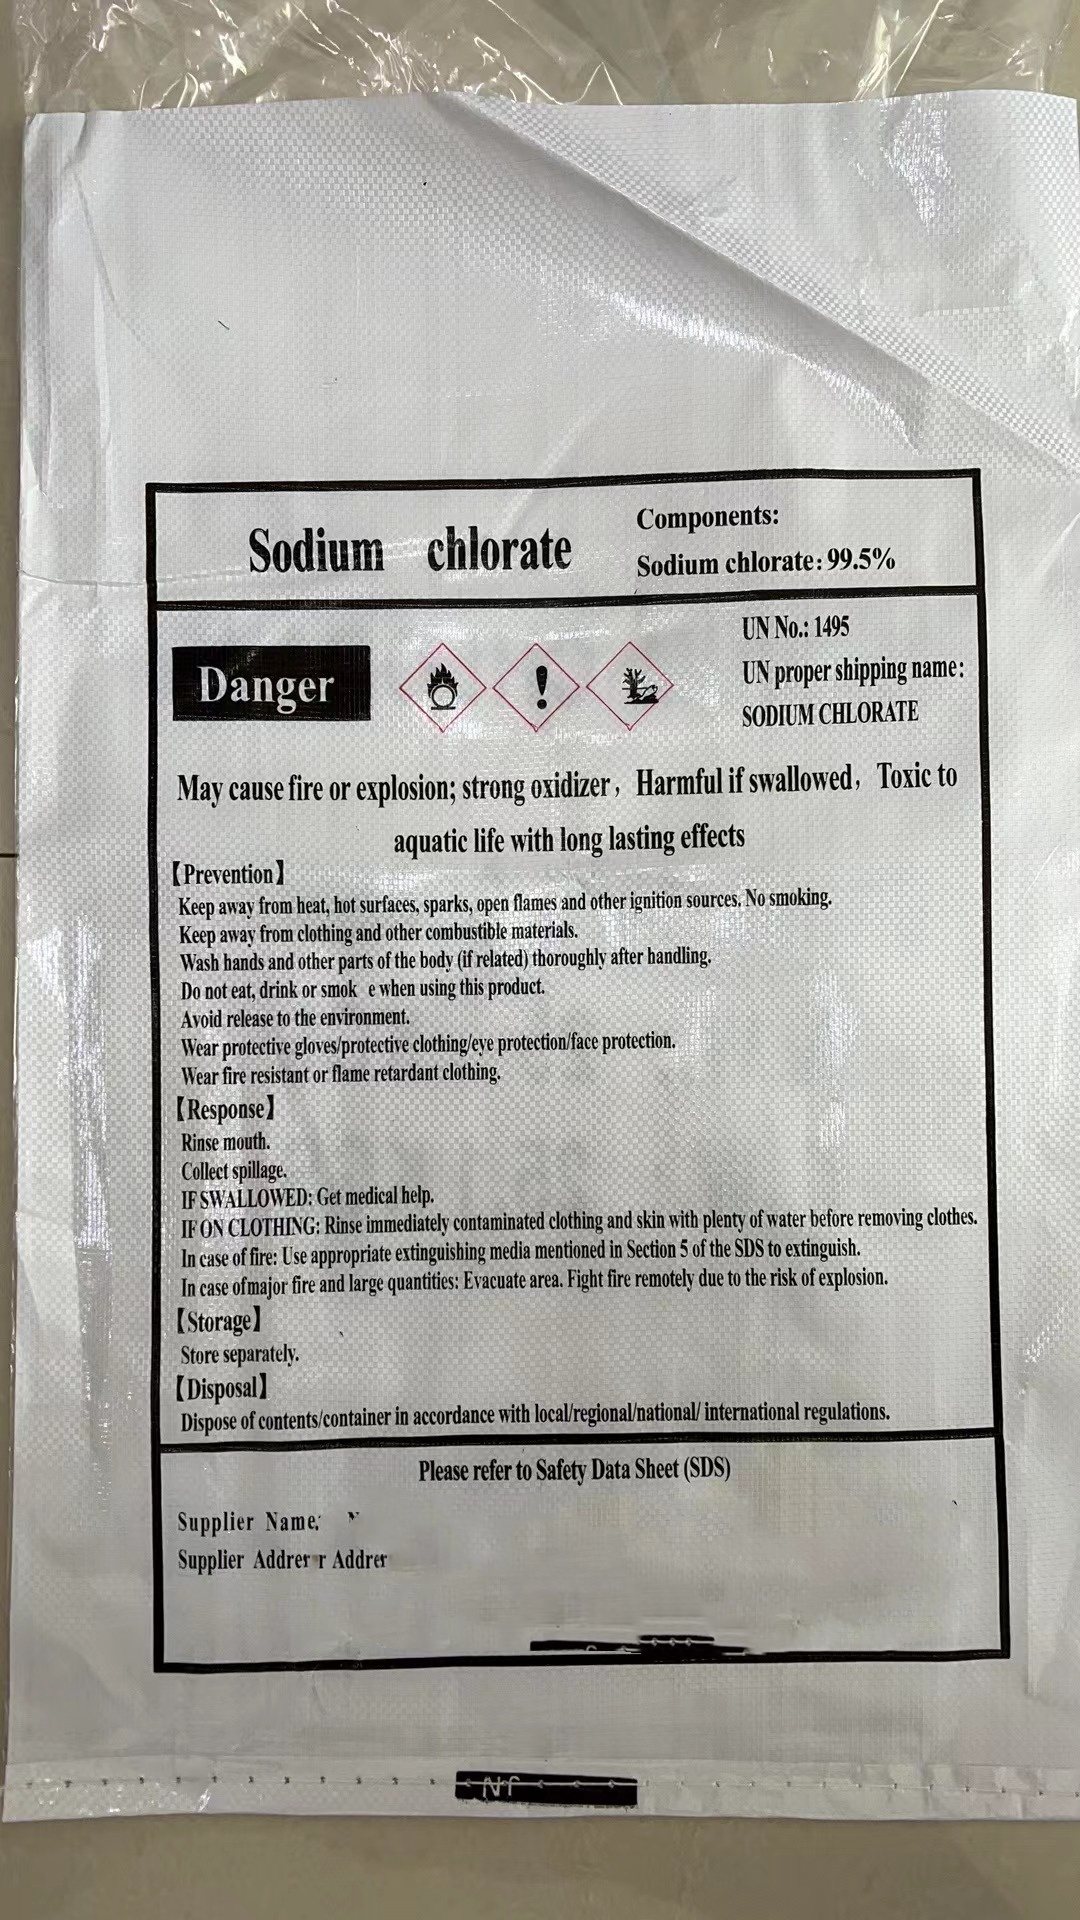 Sodium chlorate
Components:
Sodium chlorate: 99.5%
Danger
UN No.: 1495
UN proper shipping name:
SODIUM CHLORATE
May cause fire or explosion; strong oxidizer, Harmful if swallowed, Toxic to
aquatic life with long lasting effects
【Prevention】
Keep away from heat, hot surfaces, sparks, open flames and other ignition sources. No smoking.
Keep away from clothing and other combustible materials.
Wash hands and other parts of the body (if related) thoroughly after handling.
Do not eat, drink or smok e when using this product.
Avoid release to the environment.
Wear protective gloves/protective clothing/eye protection/face protection.
Wear fire resistant or flame retardant clothing.
【Response】
Rinse mouth.
Collect spillage.
IF SWALLOWED: Get medical help.
IF ON CLOTHING: Rinse immediately contaminated clothing and skin with plenty of water before removing clothes.
In case of fire: Use appropriate extinguishing media mentioned in Section 5 of the SDS to extinguish.
In case ofmajor fire and large quantities: Evacuate area. Fight fire remotely due to the risk of explosion.
【Storage】
Store separately.
【Disposal】
Dispose of contents/container in accordance with local/regional/national/ international regulations.
Please refer to Safety Data Sheet (SDS)
Supplier Name:
Supplier Addrer r Addrer